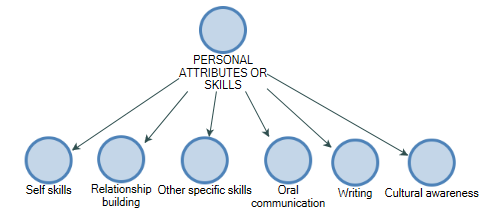 PERSONAL
ATTRIBUTES OR
SKILLS
Self skills
Relationship
building
Other specific skills
Oral
communication
Writing
Cultural awareness